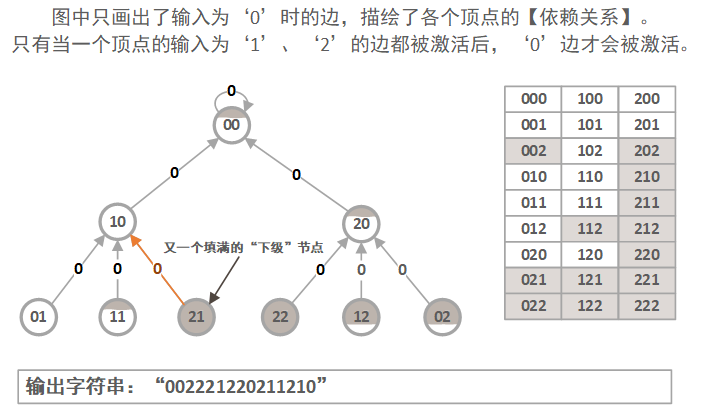 图中只画出了输入为‘0’时的边，描绘了各个顶点的【依赖关系】。
只有当一个顶点的输入为‘1’、‘2’的边都被激活后，‘0’边才会被激活。
0
00
0 0
10 20
又一个填满的“下级”节点
0 0 0 0 0 0
01 11 21 22 12 02
000 100 200
001 101 201
002 102 202
010 110 210
011 111 211
012 112 212
020 120 220
021 121 221
022 122 222
输出字符串：“002221220211210”